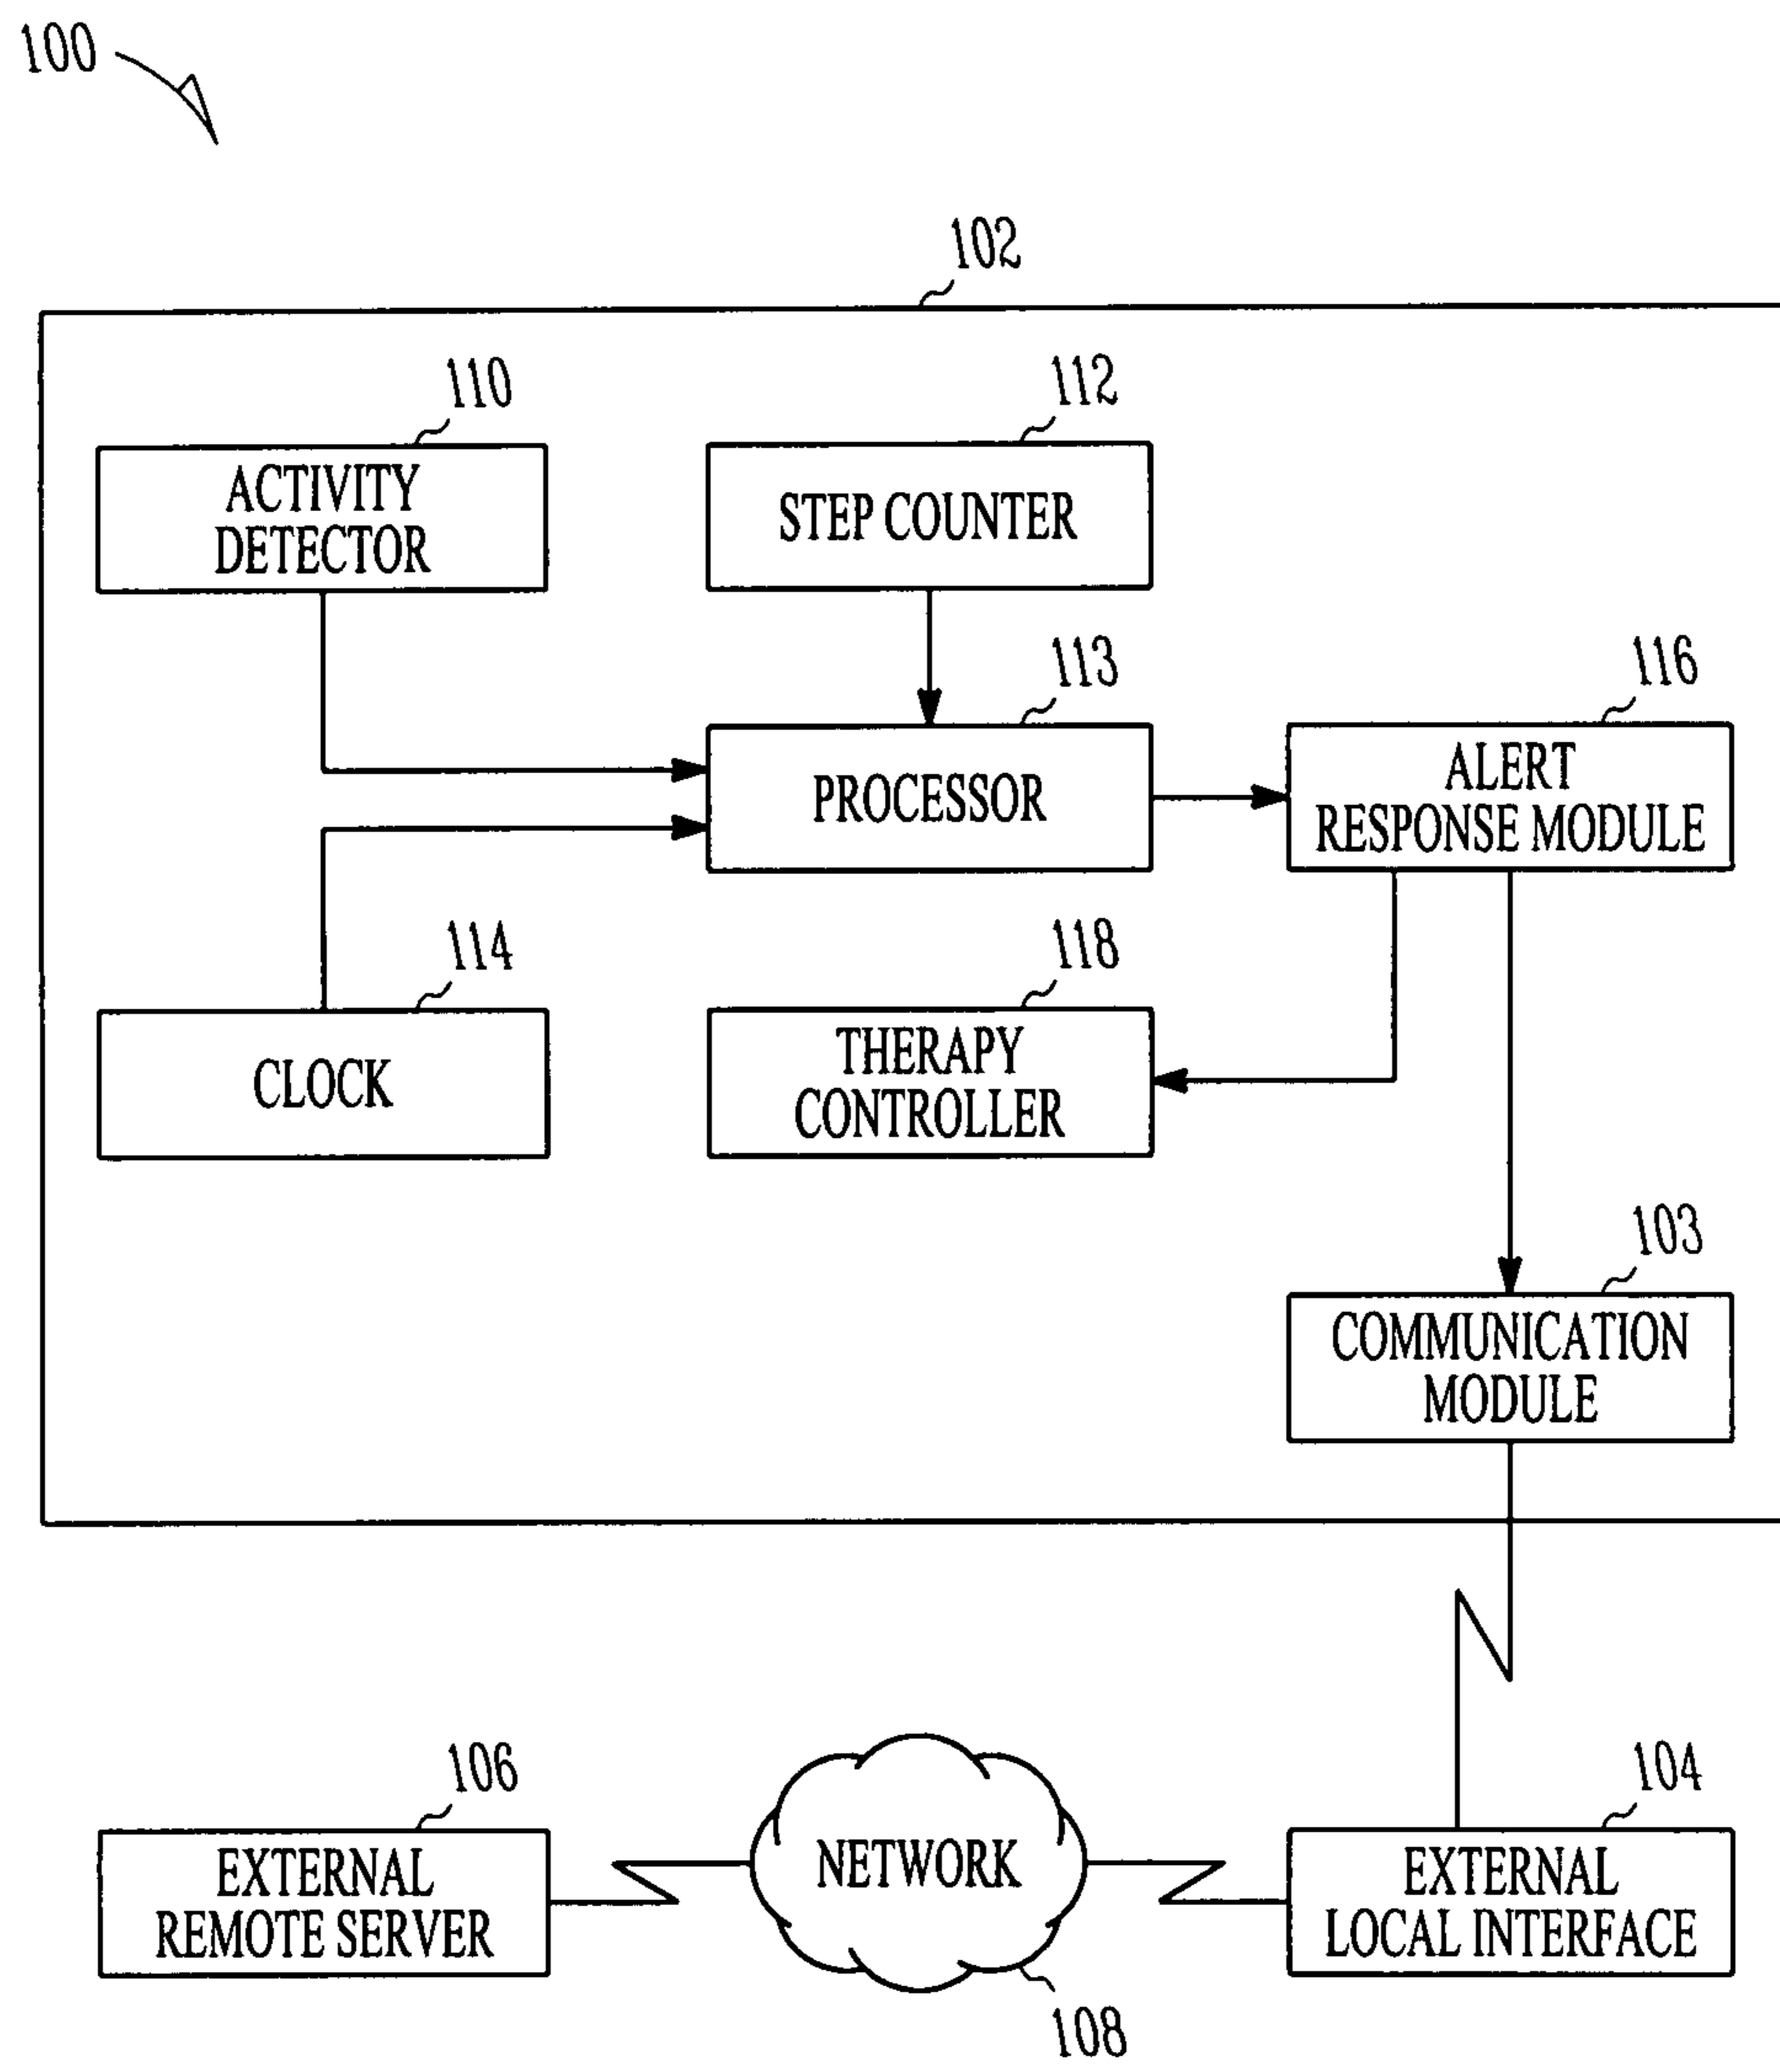 100
102
110
ACTIVITY
DETECTOR
112
STEP COUNTER
113
PROCESSOR
116
ALERT
RESPONSE MODULE
114
CLOCK
118
THERAPY
CONTROLLER
103
COMMUNICATION
MODULE
106
EXTERNAL
REMOTE SERVER
NETWORK
108
104
EXTERNAL
LOCAL INTERFACE